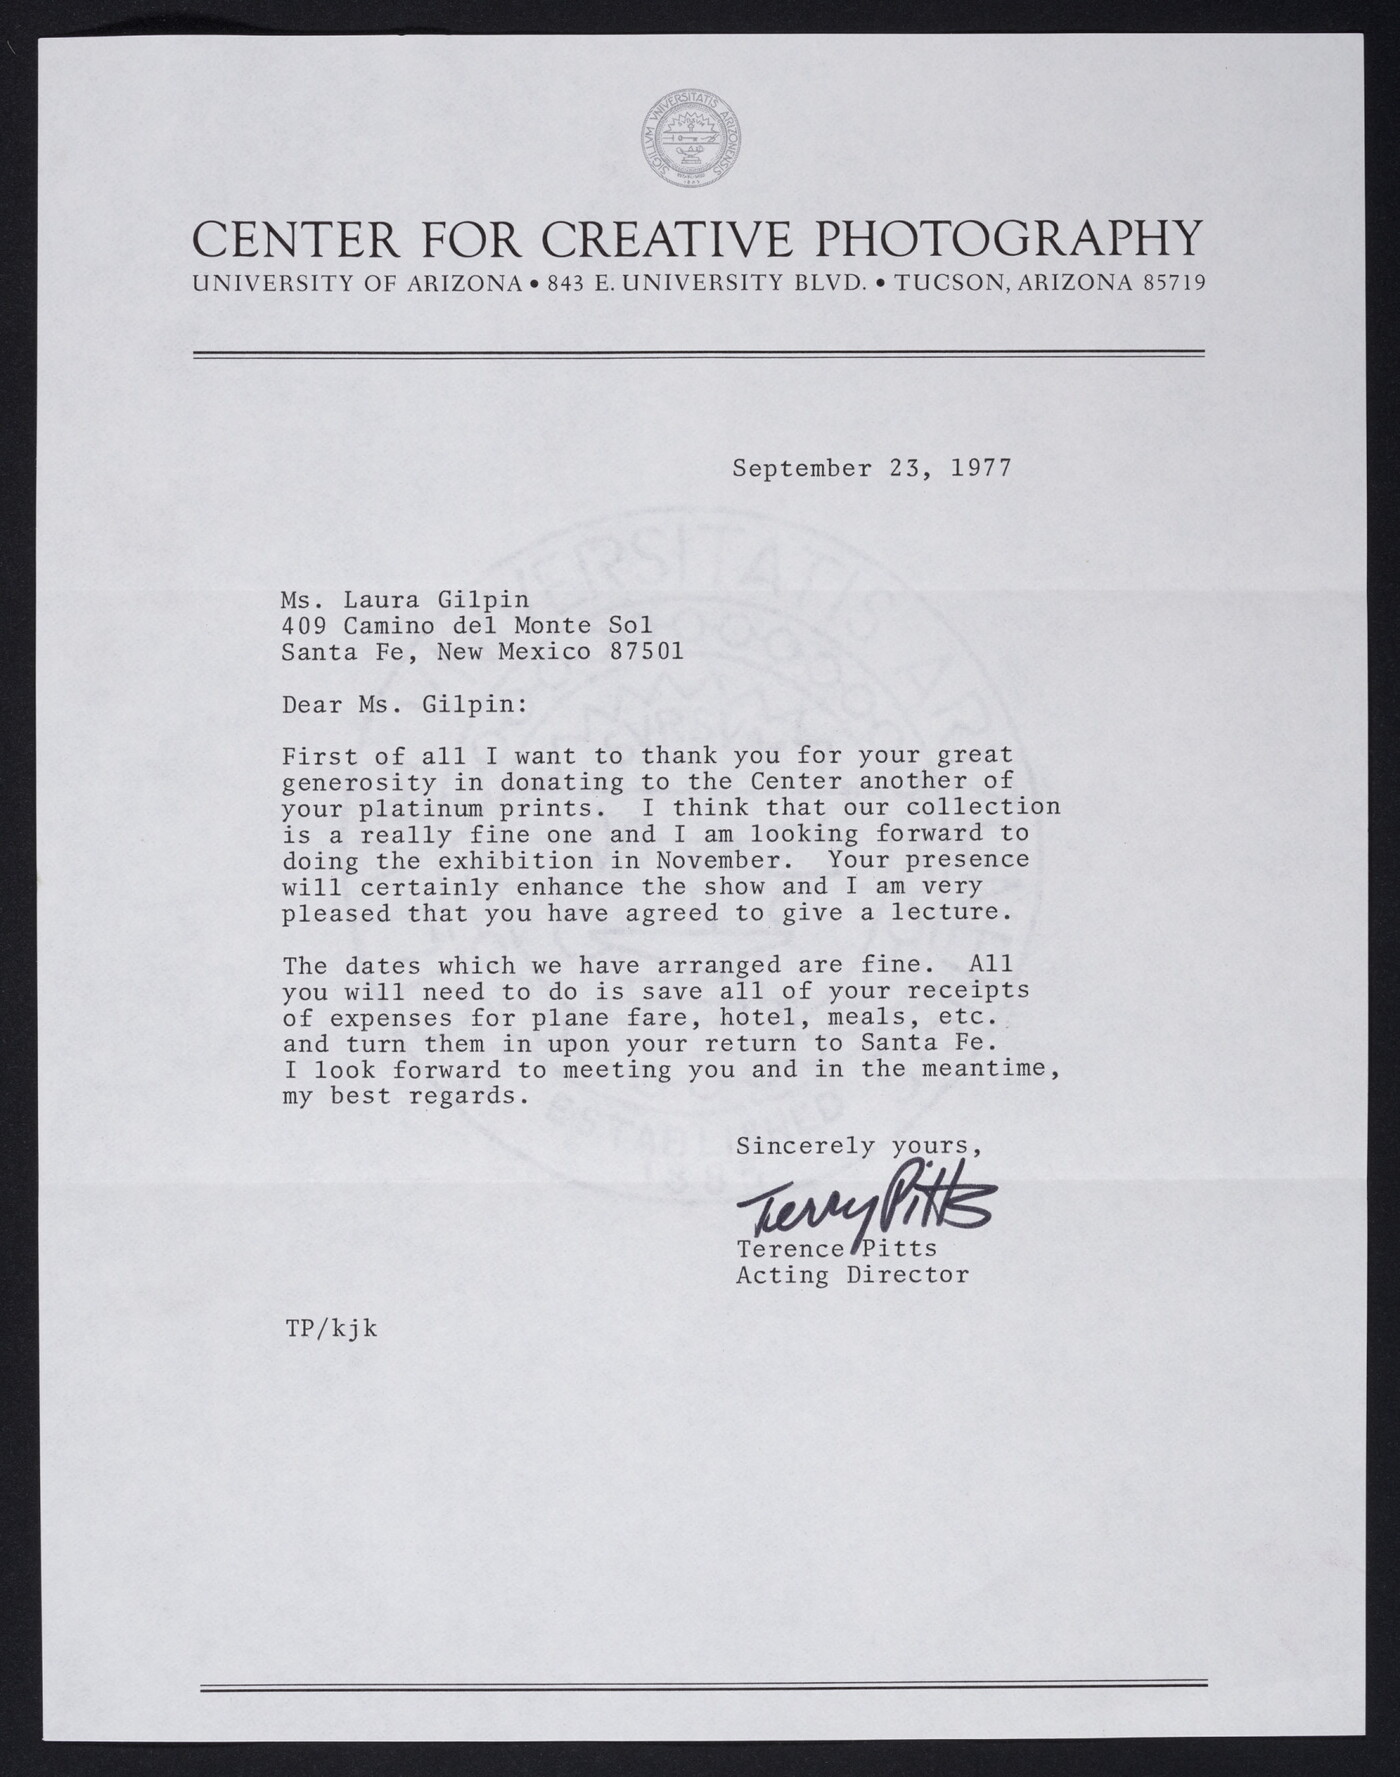 SIGILLVM VNIVERSITATIS ARIZONENSIS
CENTER FOR CREATIVE PHOTOGRAPHY
UNIVERSITY OF ARIZONA • 843 E. UNIVERSITY BLVD. • TUCSON, ARIZONA 85719
September 23, 1977
Ms. Laura Gilpin
409 Camino del Monte Sol
Santa Fe, New Mexico 87501
Dear Ms. Gilpin:
First of all I want to thank you for your great
generosity in donating to the Center another of
your platinum prints. I think that our collection
is a really fine one and I am looking forward to
doing the exhibition in November. Your presence
will certainly enhance the show and I am very
pleased that you have agreed to give a lecture.
The dates which we have arranged are fine. All
you will need to do is save all of your receipts
of expenses for plane fare, hotel, meals, etc.
and turn them in upon your return to Santa Fe.
I look forward to meeting you and in the meantime,
my best regards.
Sincerely yours,
Terry Pitts
Terence Pitts
Acting Director
TP/kjk